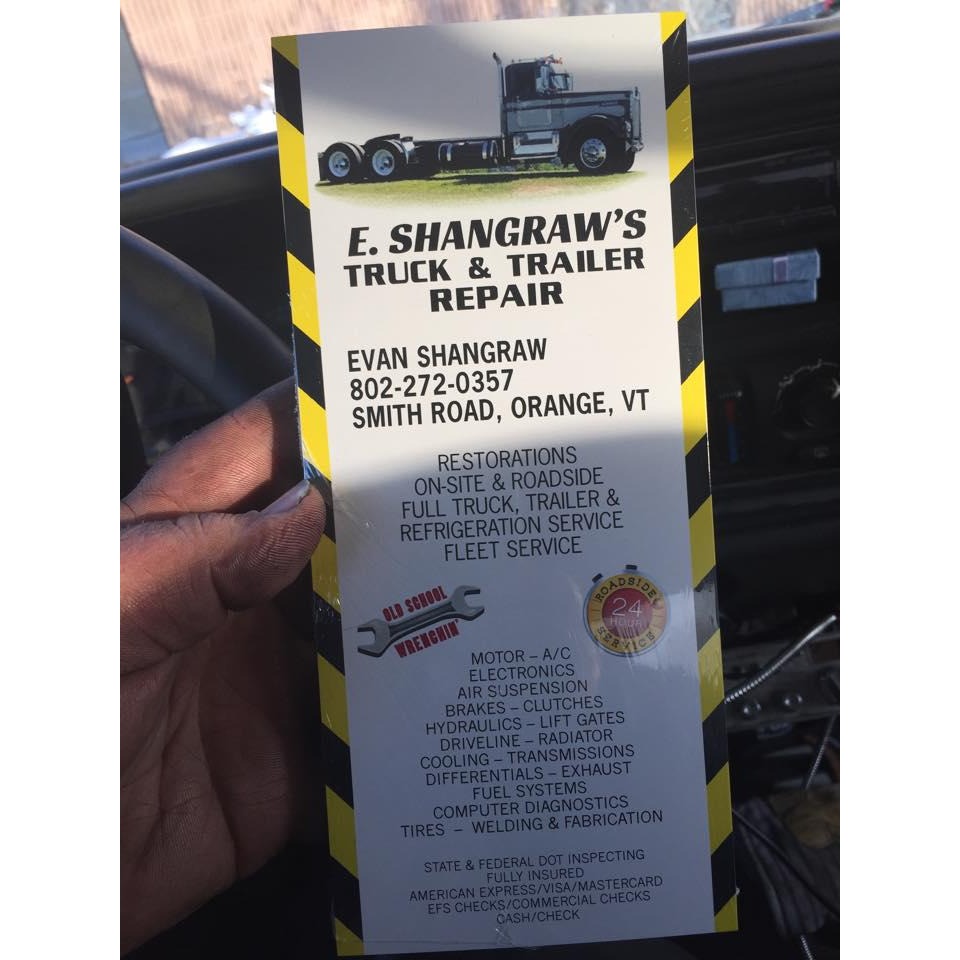 E. SHANGRAW'S
TRUCK & TRAILER
REPAIR
EVAN SHANGRAW
802-272-0357
SMITH ROAD, ORANGE, VT
RESTORATIONS
ON-SITE & ROADSIDE
FULL TRUCK, TRAILER &
REFRIGERATION SERVICE
FLEET SERVICE
OLD SCHOOL
WRENCHIN'
ROADSIDE
24
HOUR
SERVICE
MOTOR – A/C
ELECTRONICS
AIR SUSPENSION
BRAKES – CLUTCHES
HYDRAULICS – LIFT GATES
DRIVELINE – RADIATOR
COOLING – TRANSMISSIONS
DIFFERENTIALS – EXHAUST
FUEL SYSTEMS
COMPUTER DIAGNOSTICS
TIRES – WELDING & FABRICATION
STATE & FEDERAL DOT INSPECTING
FULLY INSURED
AMERICAN EXPRESS/VISA/MASTERCARD
EFS CHECKS/COMMERCIAL CHECKS
CASH/CHECK